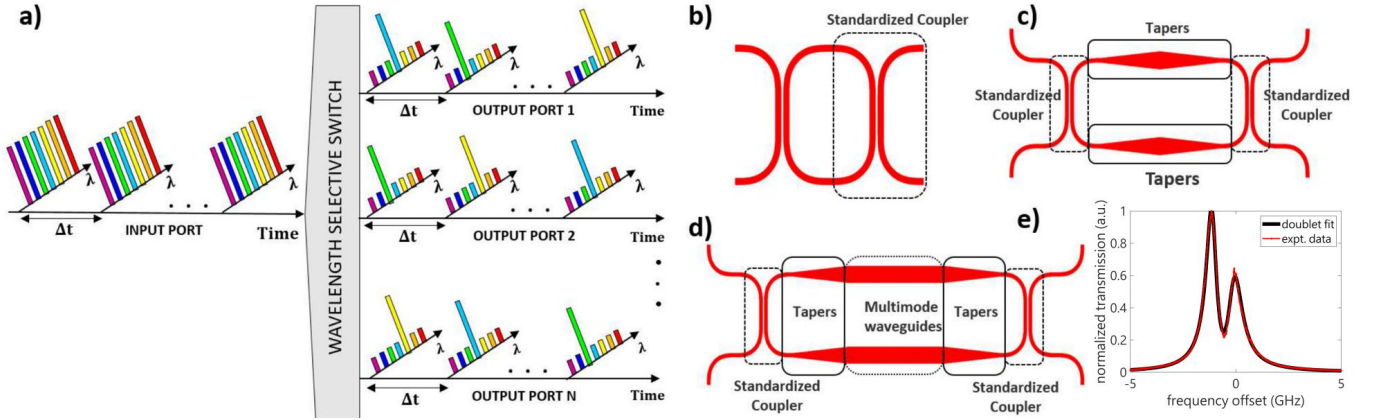 a)
INPUT PORT
Time
Δt
λ
λ
λ
. . .
WAVELENGTH SELECTIVE SWITCH
λ
λ
λ
. . .
Δt
OUTPUT PORT 1
Time
λ
λ
λ
. . .
Δt
OUTPUT PORT 2
Time
λ
λ
λ
. . .
Δt
OUTPUT PORT N
Time
b)
Standardized Coupler
c)
Tapers
Standardized
Coupler
Standardized
Coupler
Tapers
d)
Tapers
Multimode
waveguides
Tapers
Standardized
Coupler
Standardized
Coupler
e)
normalized transmission (a.u.)
1
0.8
0.6
0.4
0.2
0
doublet fit
expt. data
-5
0
5
frequency offset (GHz)